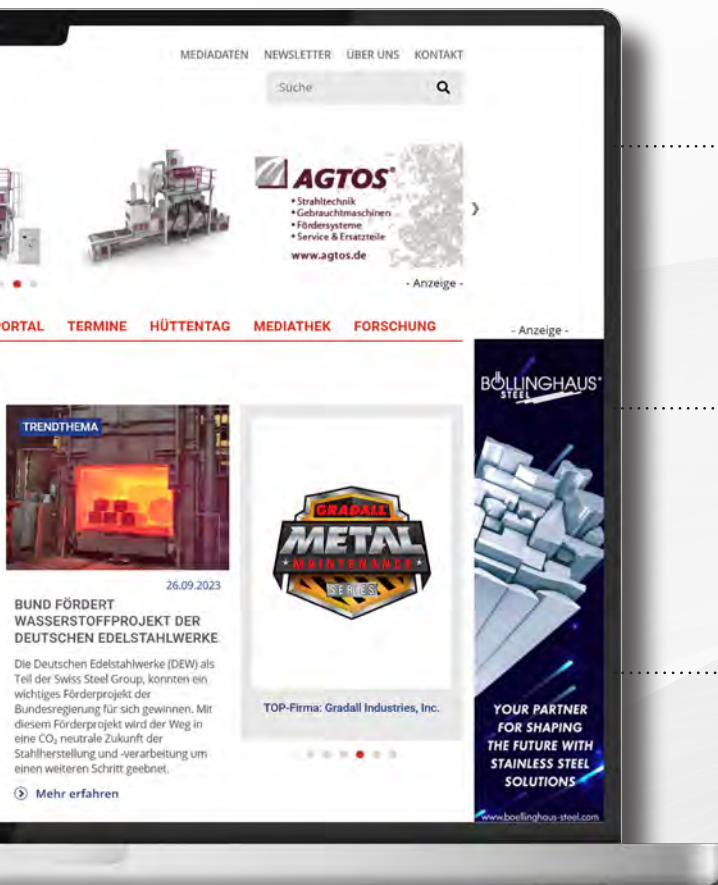 MEDIADATEN NEWSLETTER ÜBER UNS KONTAKT
Suche
AGTOS
• Strahltechnik
• Gebrauchtmaschinen
• Fördersysteme
• Service & Ersatzteile
www.agtos.de
- Anzeige -
PORTAL TERMINE HÜTTENTAG MEDIATHEK FORSCHUNG
- Anzeige -
TRENDTHEMA
26.09.2023
BUND FÖRDERT
WASSERSTOFFPROJEKT DER
DEUTSCHEN EDELSTAHLWERKE
Die Deutschen Edelstahlwerke (DEW) als
Teil der Swiss Steel Group, konnten ein
wichtiges Förderprojekt der
Bundesregierung für sich gewinnen. Mit
diesem Förderprojekt wird der Weg in
eine CO₂ neutrale Zukunft der
Stahlherstellung und -verarbeitung um
einen weiteren Schritt geebnet.
Mehr erfahren
GRADALL
METAL
MAINTENANCE
SERIES
TOP-Firma: Gradall Industries, Inc.
BÖLLINGHAUS
STEEL
YOUR PARTNER
FOR SHAPING
THE FUTURE WITH
STAINLESS STEEL
SOLUTIONS
www.boellinghaus-steel.com